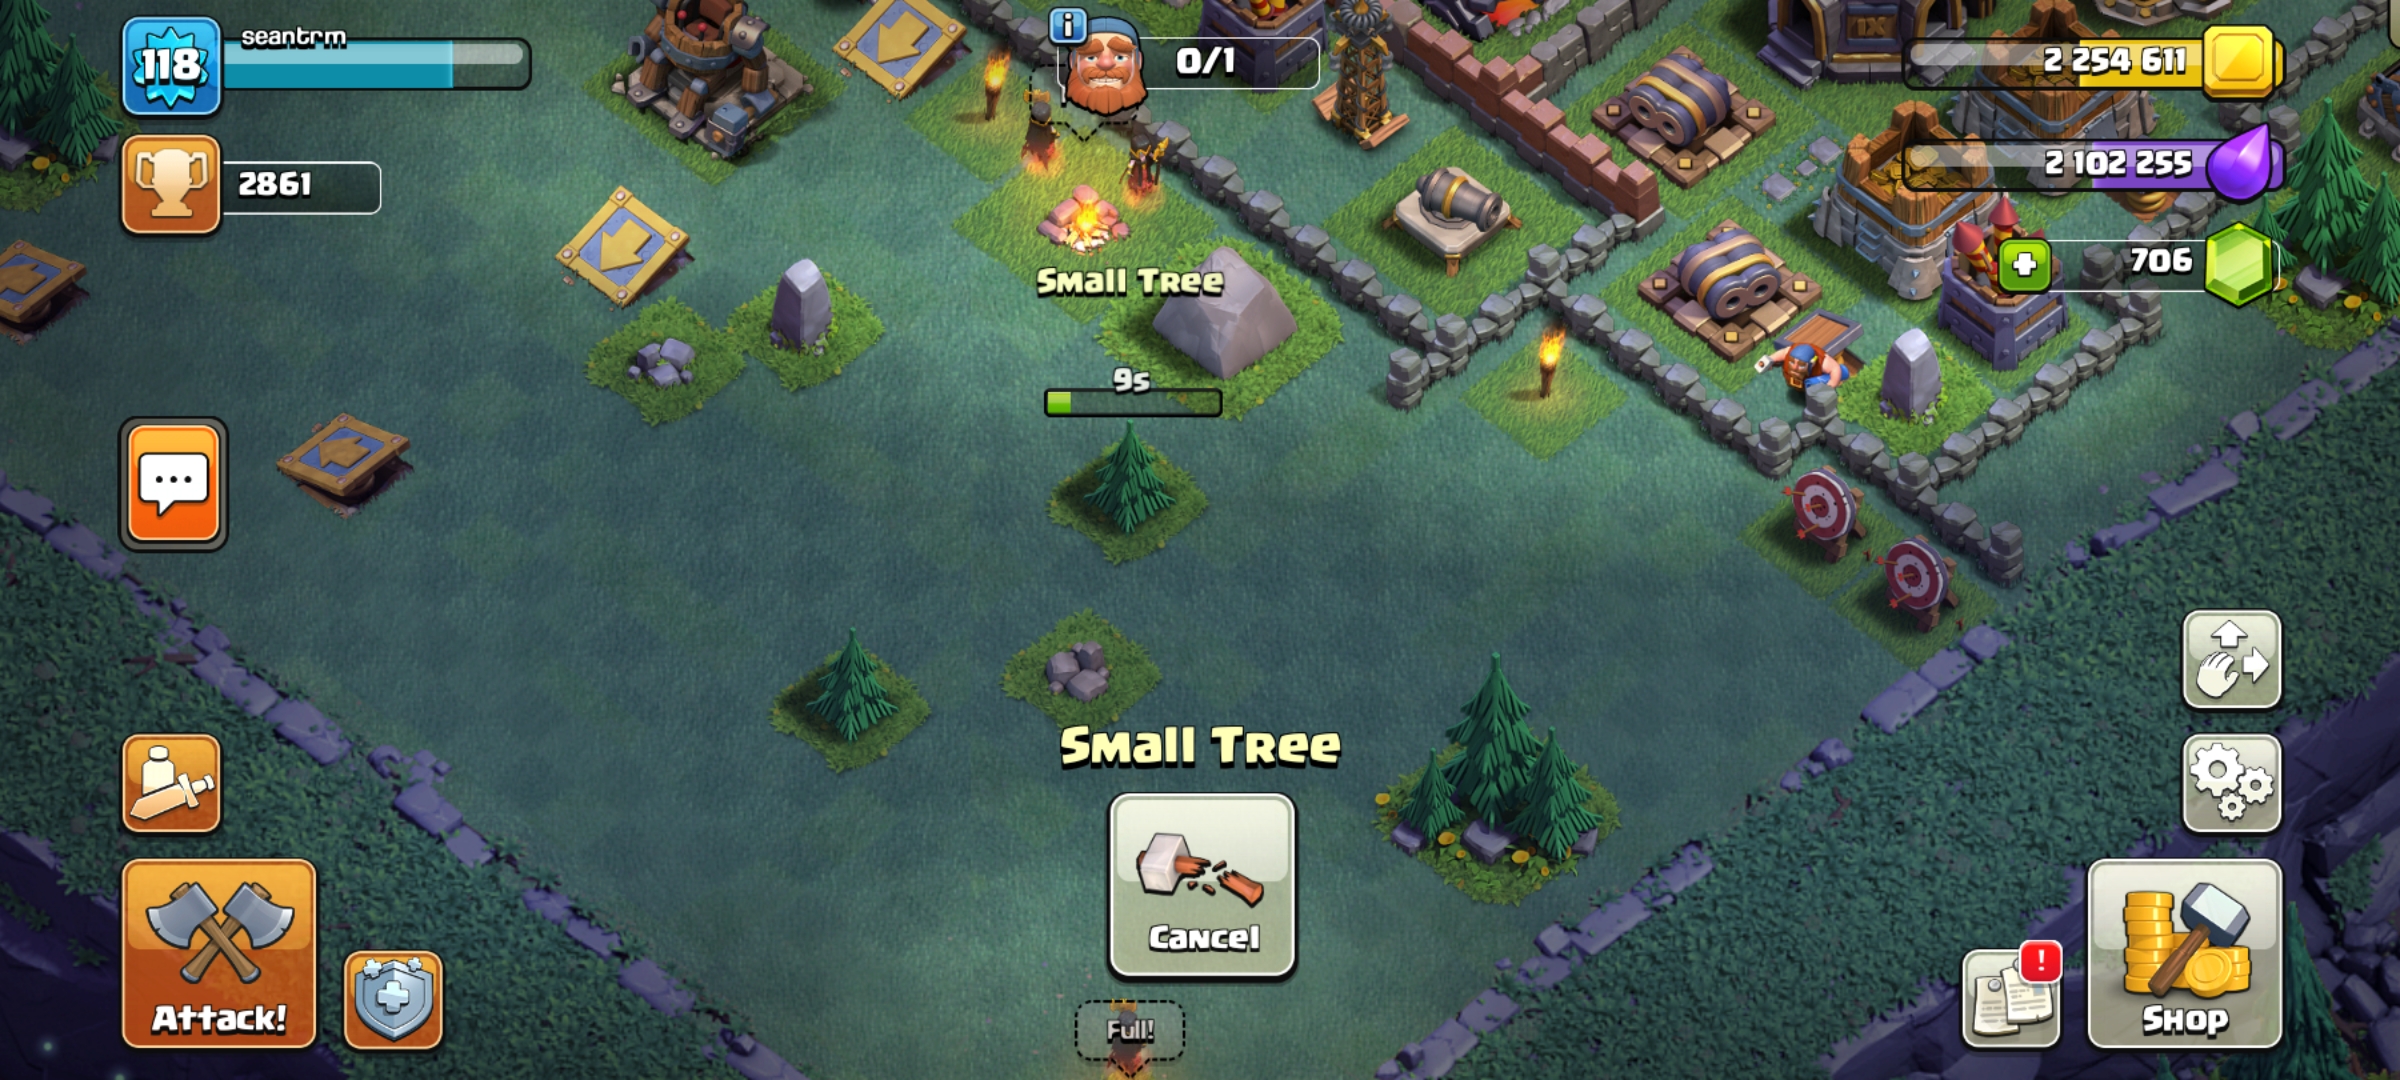 118
seantrm
0/1
2 254 611
2861
2 102 255
706
Small Tree
9s
Small Tree
Cancel
Attack!
Full!
!
Shop